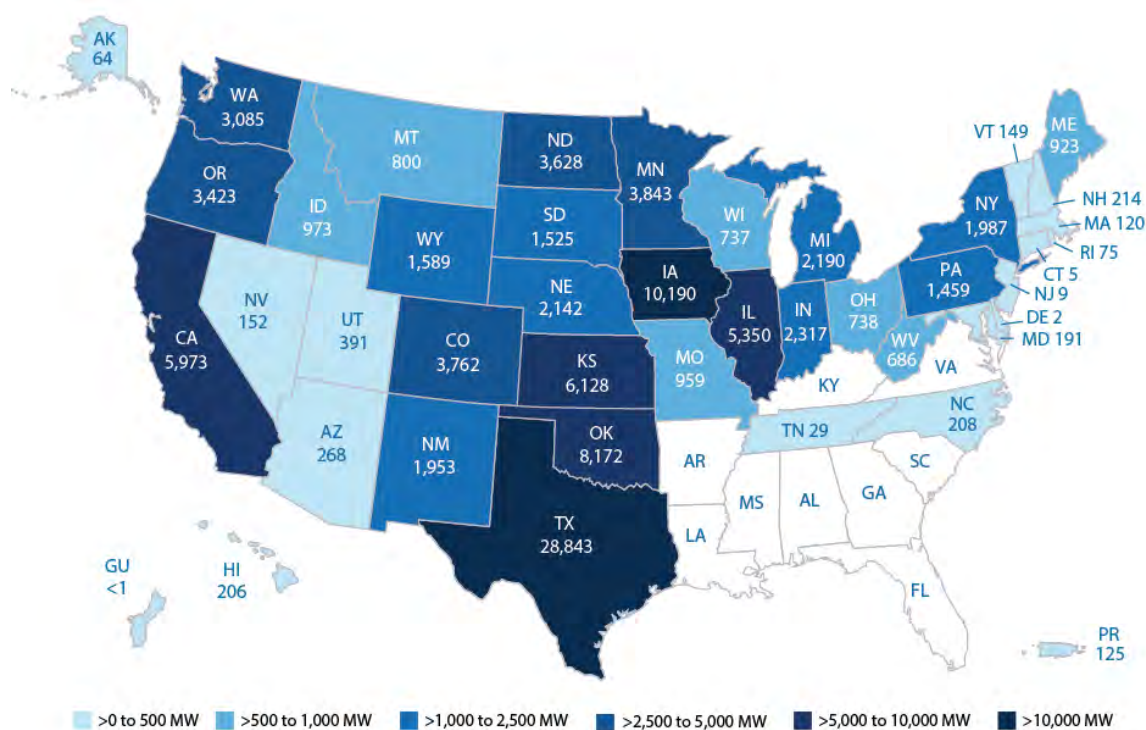 AK
64
WA
3,085
MT
800
ND
3,628
MN
3,843
VT 149
ME
923
OR
3,423
ID
973
SD
1,525
WI
737
NY
1,987
NH 214
MA 120
RI 75
CT 5
WY
1,589
MI
2,190
PA
1,459
NJ 9
DE 2
MD 191
IA
10,190
NE
2,142
NV
152
UT
391
CO
3,762
CA
5,973
IL
5,350
IN
2,317
OH
738
WV
686
KS
6,128
MO
959
KY
VA
AZ
268
NM
1,953
OK
8,172
TN 29
NC
208
AR
SC
MS
AL
GA
LA
TX
28,843
FL
GU
<1
HI
206
PR
125
>0 to 500 MW
>500 to 1,000 MW
>1,000 to 2,500 MW
>2,500 to 5,000 MW
>5,000 to 10,000 MW
>10,000 MW